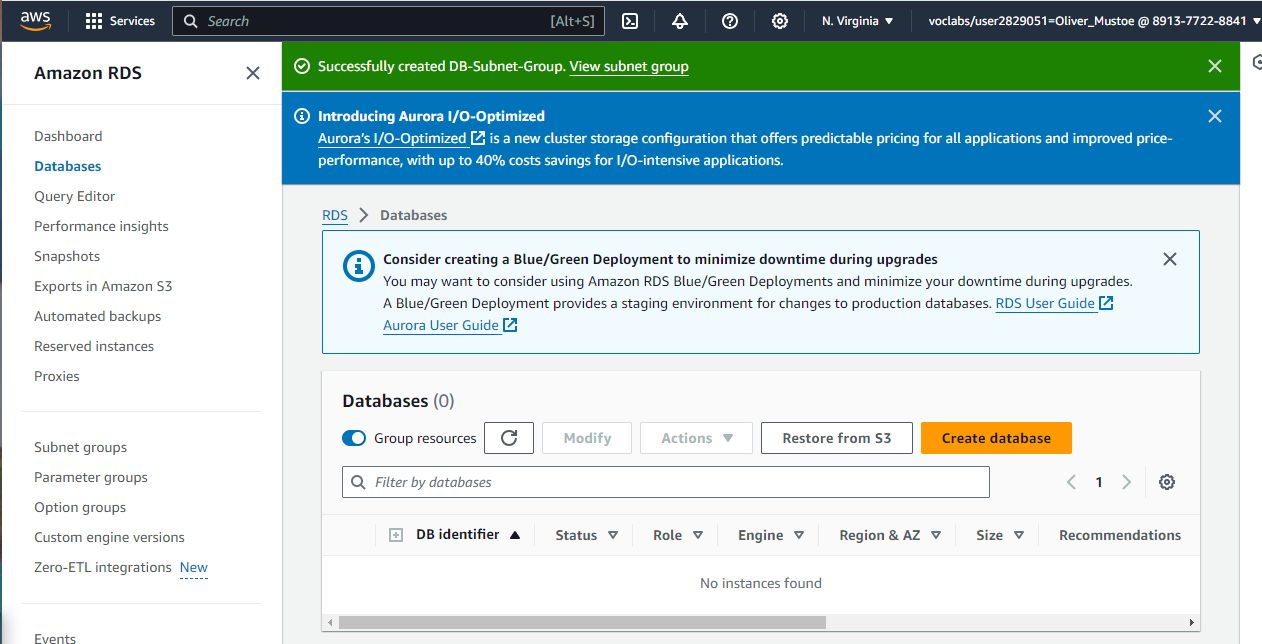 aws
Services
Search [Alt+S]
N. Virginia
voclabs/user2829051=Oliver_Mustoe @ 8913-7722-8841
Amazon RDS
Dashboard
Databases
Query Editor
Performance insights
Snapshots
Exports in Amazon S3
Automated backups
Reserved instances
Proxies
Subnet groups
Parameter groups
Option groups
Custom engine versions
Zero-ETL integrations New
Events
Successfully created DB-Subnet-Group. View subnet group
Introducing Aurora I/O-Optimized
Aurora's I/O-Optimized is a new cluster storage configuration that offers predictable pricing for all applications and improved price-
performance, with up to 40% costs savings for I/O-intensive applications.
RDS > Databases
Consider creating a Blue/Green Deployment to minimize downtime during upgrades
You may want to consider using Amazon RDS Blue/Green Deployments and minimize your downtime during upgrades.
A Blue/Green Deployment provides a staging environment for changes to production databases. RDS User Guide
Aurora User Guide
Databases (0)
Group resources
Modify
Actions
Restore from S3
Create database
Filter by databases
1
DB identifier Status Role Engine Region & AZ Size Recommendations
No instances found